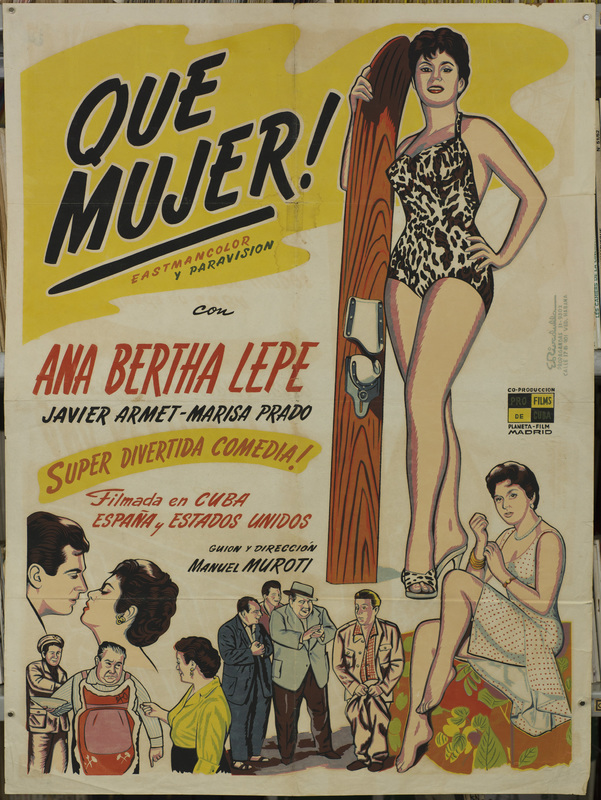 QUE
MUJER!
EASTMANCOLOR
Y PARAVISION
con
ANA BERTHA LEPE
JAVIER ARMET-MARISA PRADO
SUPER DIVERTIDA COMEDIA!
Filmada en CUBA
ESPAÑA y ESTADOS UNIDOS
GUION Y DIRECCIÓN
MANUEL MUROTI
CO-PRODUCCION
PRO FILMS
DE CUBA
PLANETA-FILM
MADRID